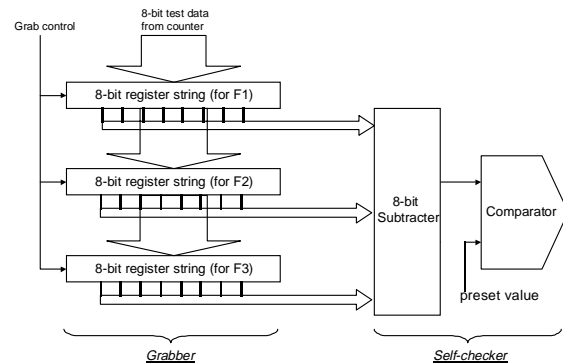 8-bit test data
from counter
Grab control
8-bit register string (for F1)
8-bit register string (for F2)
8-bit register string (for F3)
8-bit
Subtracter
Comparator
preset value
Grabber
Self-checker